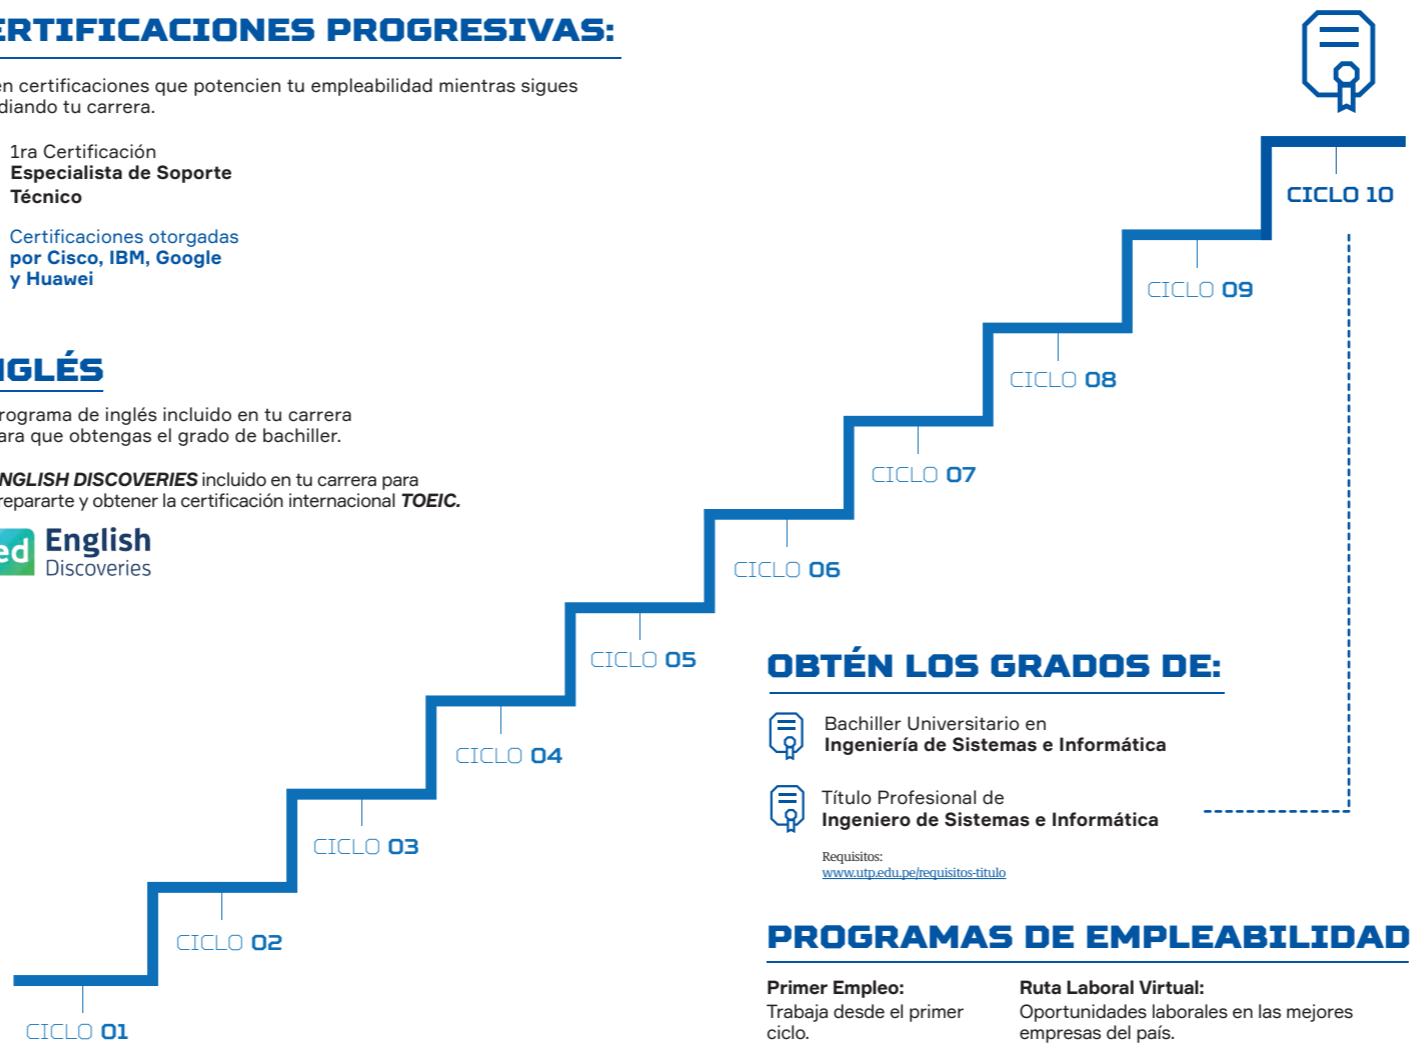 ERTIFICACIONES PROGRESIVAS:
én certificaciones que potencien tu empleabilidad mientras sigues
diando tu carrera.
1ra Certificación
Especialista de Soporte
Técnico
Certificaciones otorgadas
por Cisco, IBM, Google
y Huawei
NGLÉS
rograma de inglés incluido en tu carrera
ara que obtengas el grado de bachiller.
NGLISH DISCOVERIES incluido en tu carrera para
repararte y obtener la certificación internacional TOEIC.
ed English
Discoveries
CICLO 10
CICLO 09
CICLO 08
CICLO 07
CICLO 06
CICLO 05
CICLO 04
CICLO 03
CICLO 02
CICLO 01
OBTÉN LOS GRADOS DE:
Bachiller Universitario en
Ingeniería de Sistemas e Informática
Título Profesional de
Ingeniero de Sistemas e Informática
Requisitos:
www.utp.edu.pe/requisitos-titulo
PROGRAMAS DE EMPLEABILIDAD
Primer Empleo:
Trabaja desde el primer
ciclo.
Ruta Laboral Virtual:
Oportunidades laborales en las mejores
empresas del país.